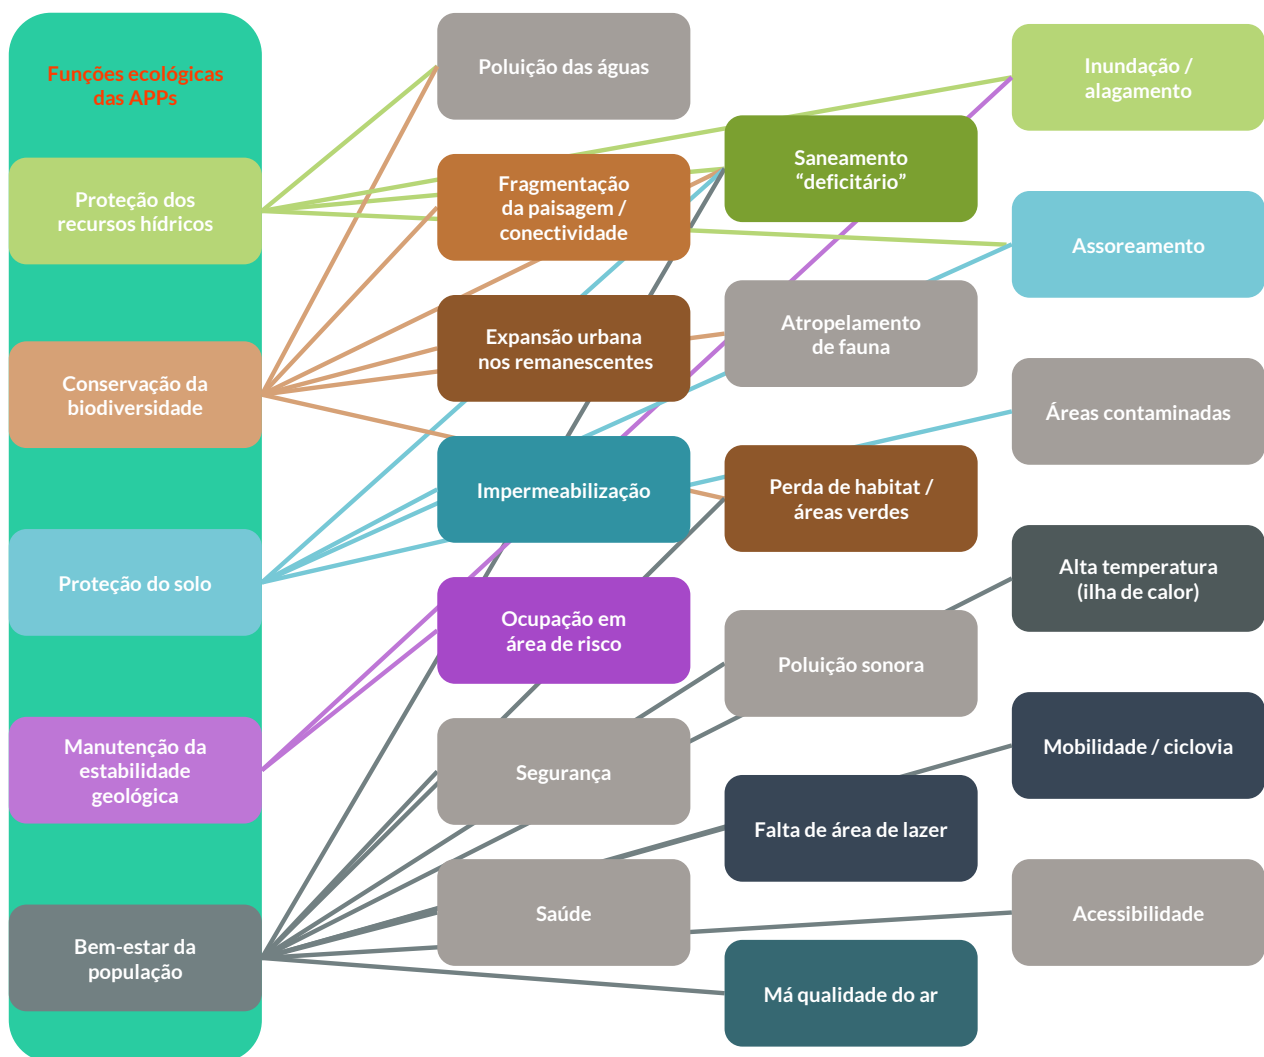 Funções ecológicas
das APPs
Proteção dos
recursos hídricos
Conservação da
biodiversidade
Proteção do solo
Manutenção da
estabilidade
geológica
Bem-estar da
população
Poluição das águas
Fragmentação
da paisagem /
conectividade
Expansão urbana
nos remanescentes
Impermeabilização
Ocupação em
área de risco
Segurança
Saúde
Saneamento
“deficitário”
Atropelamento
de fauna
Perda de habitat /
áreas verdes
Poluição sonora
Falta de área de lazer
Má qualidade do ar
Inundação /
alagamento
Assoreamento
Áreas contaminadas
Alta temperatura
(ilha de calor)
Mobilidade / ciclovia
Acessibilidade